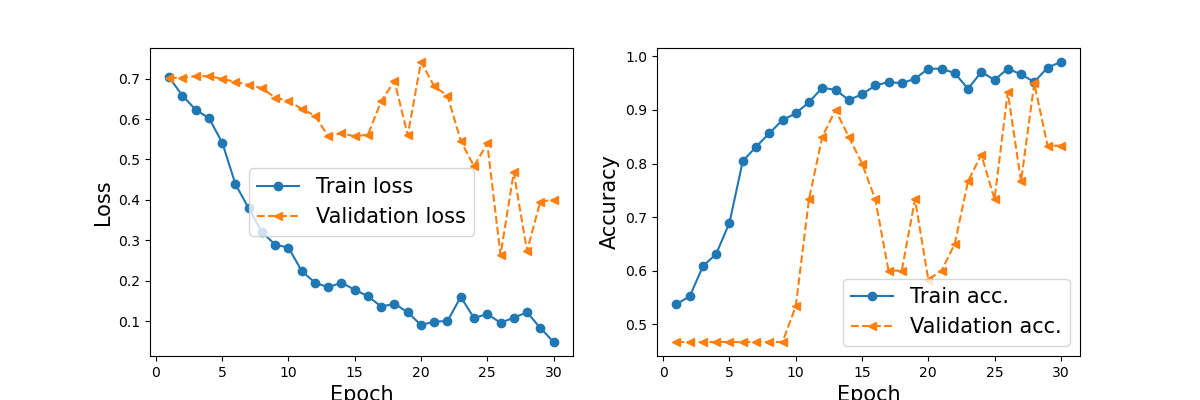 0.7
0.6
0.5
0.4
0.3
0.2
0.1
Loss
Train loss
Validation loss
0 5 10 15 20 25 30
Epoch
1.0
0.9
0.8
0.7
0.6
0.5
Accuracy
Train acc.
Validation acc.
0 5 10 15 20 25 30
Epoch